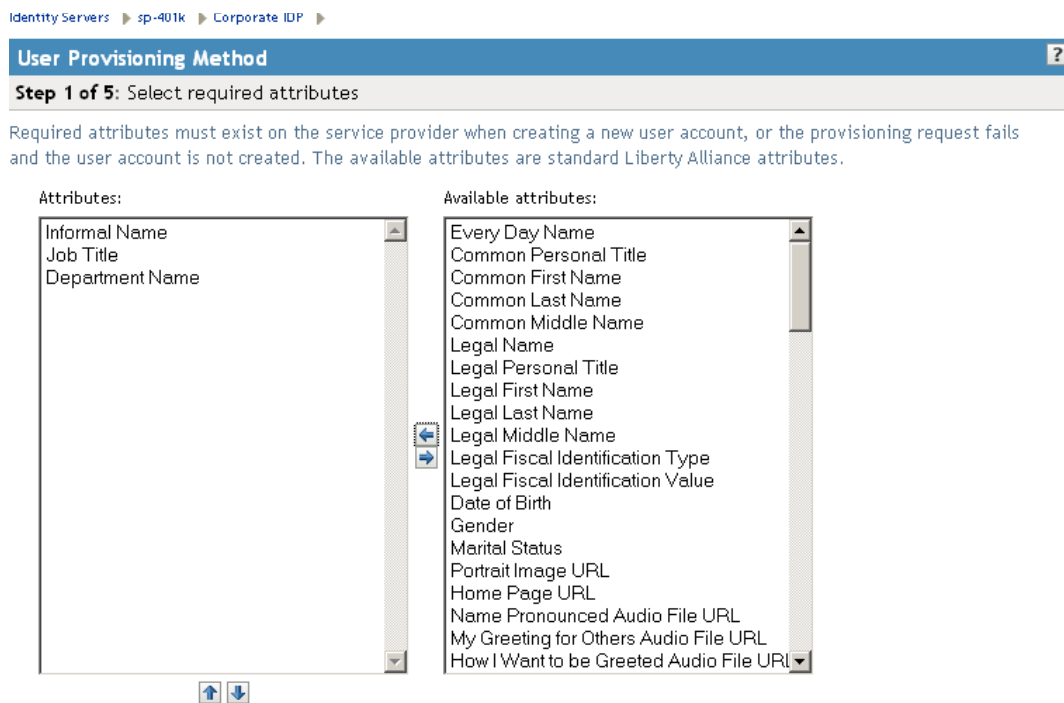 Identity Servers sp-401k Corporate IDP
User Provisioning Method ?
Step 1 of 5: Select required attributes
Required attributes must exist on the service provider when creating a new user account, or the provisioning request fails
and the user account is not created. The available attributes are standard Liberty Alliance attributes.
Attributes:
Informal Name
Job Title
Department Name
Available attributes:
Every Day Name
Common Personal Title
Common First Name
Common Last Name
Common Middle Name
Legal Name
Legal Personal Title
Legal First Name
Legal Last Name
Legal Middle Name
Legal Fiscal Identification Type
Legal Fiscal Identification Value
Date of Birth
Gender
Marital Status
Portrait Image URL
Home Page URL
Name Pronounced Audio File URL
My Greeting for Others Audio File URL
How I Want to be Greeted Audio File URL